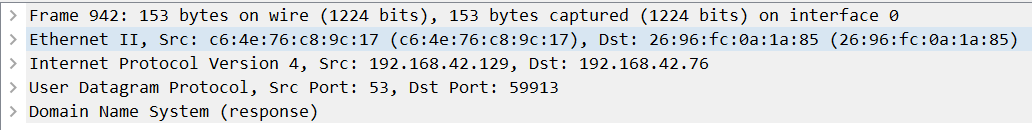 Frame 942: 153 bytes on wire (1224 bits), 153 bytes captured (1224 bits) on interface 0
Ethernet II, Src: c6:4e:76:c8:9c:17 (c6:4e:76:c8:9c:17), Dst: 26:96:fc:0a:1a:85 (26:96:fc:0a:1a:85)
Internet Protocol Version 4, Src: 192.168.42.129, Dst: 192.168.42.76
User Datagram Protocol, Src Port: 53, Dst Port: 59913
Domain Name System (response)